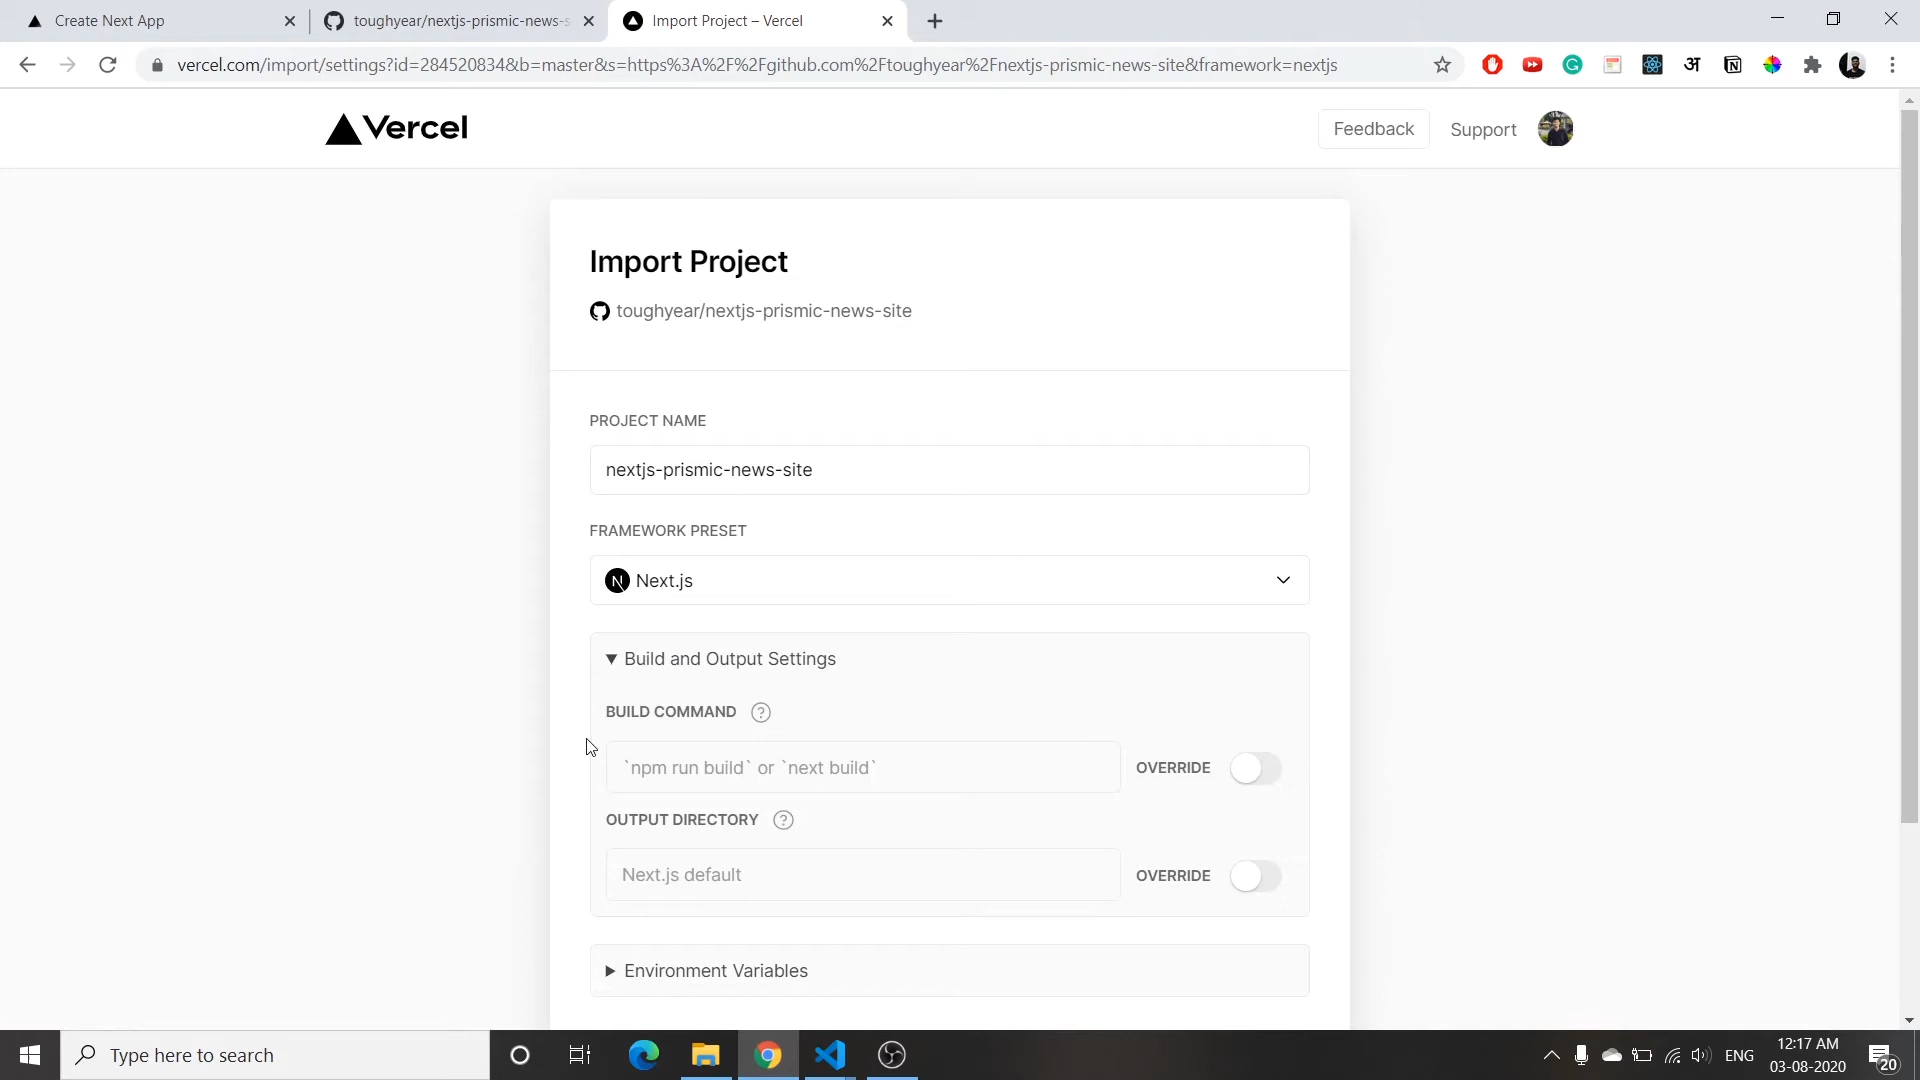 Create Next App
toughyear/nextjs-prismic-news-s
Import Project – Vercel
vercel.com/import/settings?id=284520834&b=master&s=https%3A%2F%2Fgithub.com%2Ftoughyear%2Fnextjs-prismic-news-site&framework=nextjs
अ
Vercel
Feedback
Support
Import Project
toughyear/nextjs-prismic-news-site
PROJECT NAME
nextjs-prismic-news-site
FRAMEWORK PRESET
N Next.js
Build and Output Settings
BUILD COMMAND ?
`npm run build` or `next build`
OVERRIDE
OUTPUT DIRECTORY ?
Next.js default
OVERRIDE
Environment Variables
Type here to search
ENG
12:17 AM
03-08-2020
20